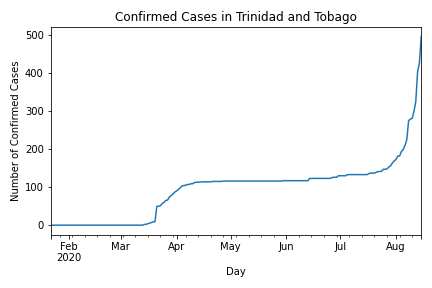 Confirmed Cases in Trinidad and Tobago
Number of Confirmed Cases
500
400
300
200
100
0
Feb Mar Apr May Jun Jul Aug
2020
Day